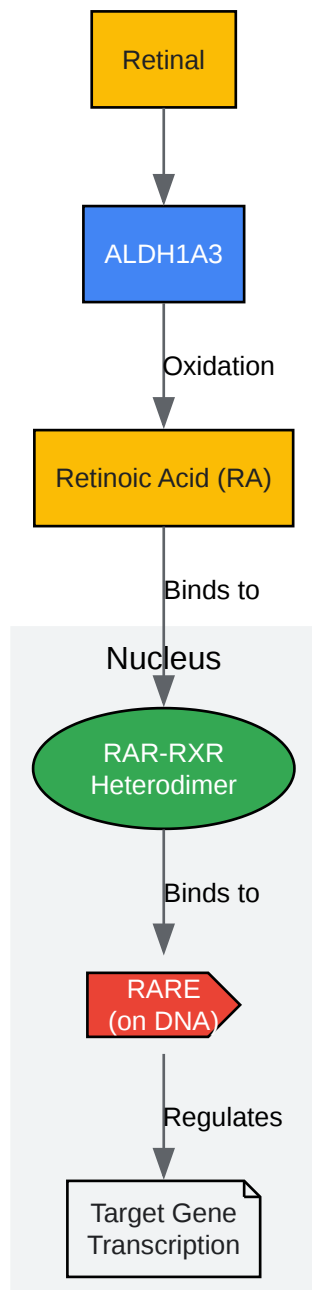 Retinal
ALDH1A3
Oxidation
Retinoic Acid (RA)
Binds to
Nucleus
RAR-RXR
Heterodimer
Binds to
RARE
(on DNA)
Regulates
Target Gene
Transcription